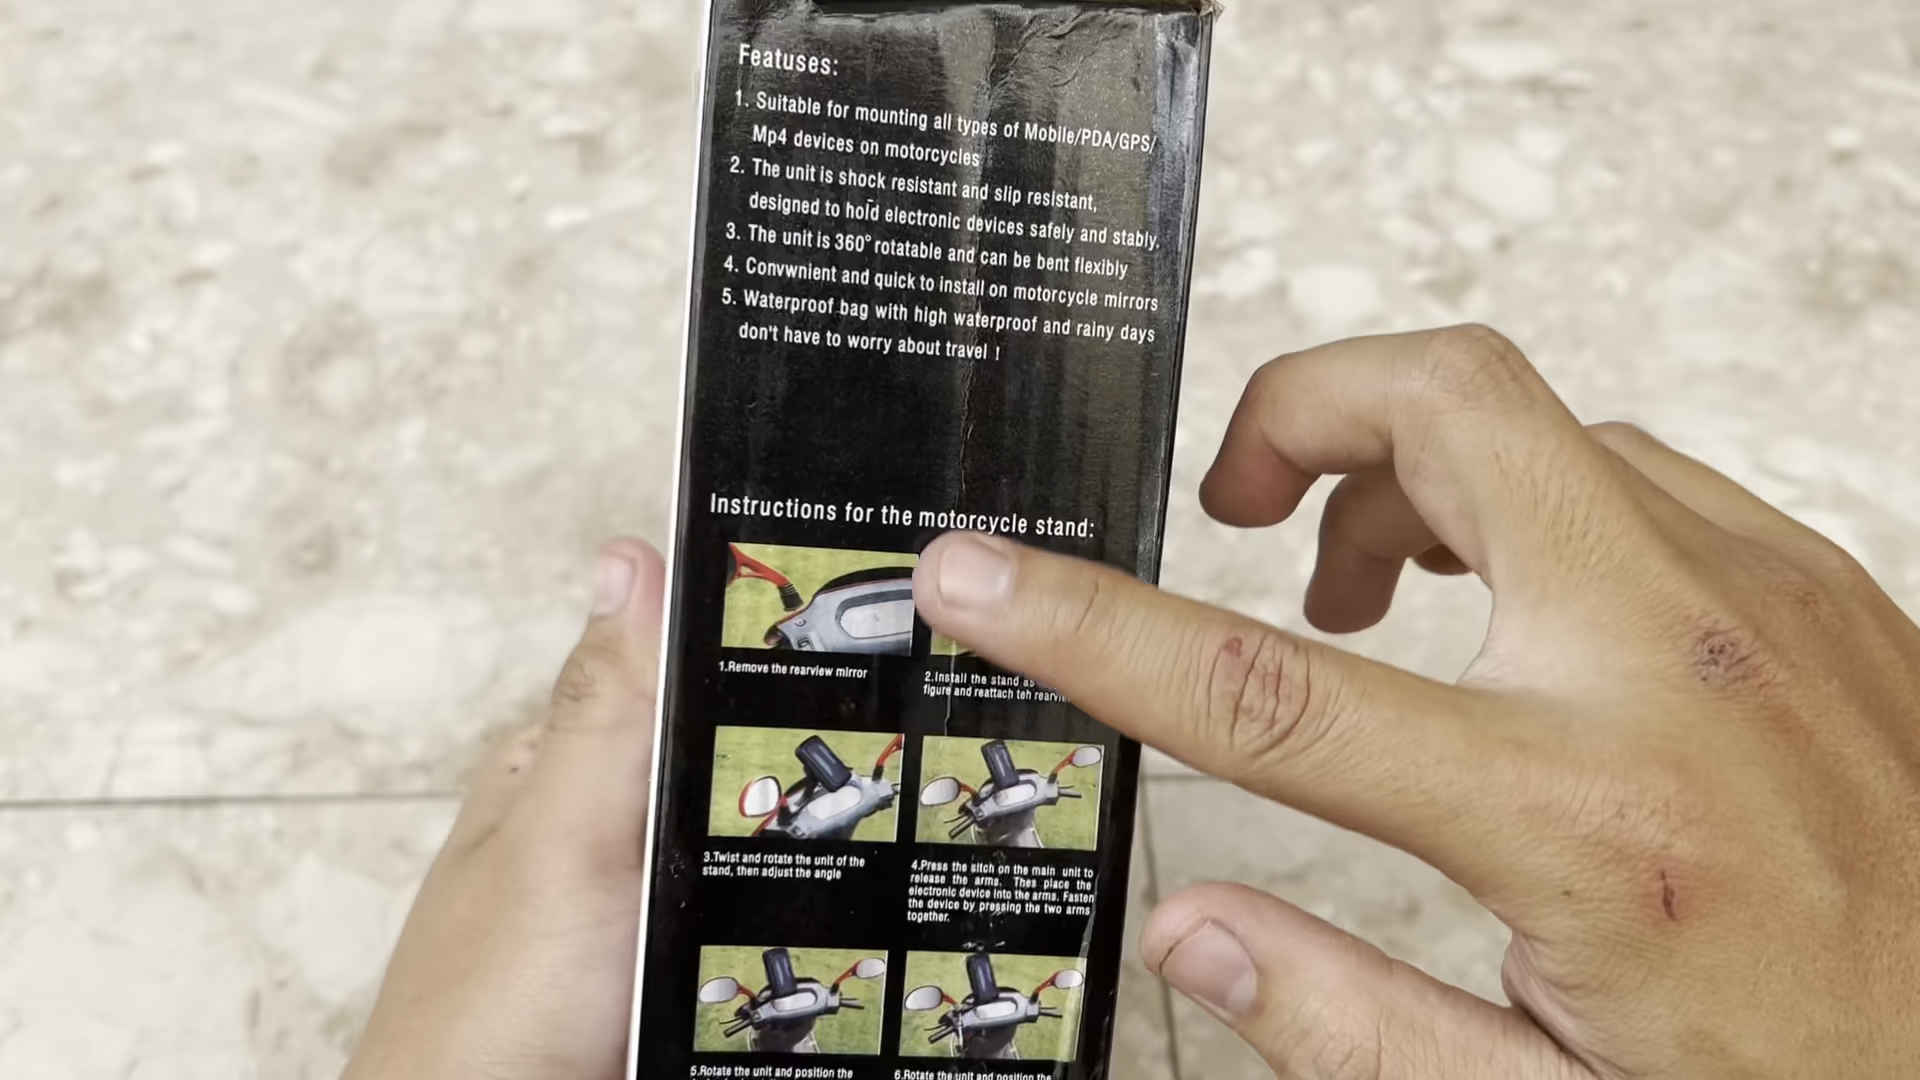 Featuses:
1. Suitable for mounting all types of Mobile/PDA/GPS/
Mp4 devices on motorcycles
2. The unit is shock resistant and slip resistant,
designed to hold electronic devices safely and stably.
3. The unit is 360° rotatable and can be bent flexibly
4. Convwnient and quick to install on motorcycle mirrors
5. Waterproof bag with high waterproof and rainy days
don't have to worry about travel !
Instructions for the motorcycle stand:
1.Remove the rearview mirror
2.Install the stand as
figure and reattach teh
3.Twist and rotate the unit of the
stand, then adjust the angle
4.Press the sitch on the main unit to
release the arms. Thes place the
electronic device into the arms. Fasten
the device by pressing the two arms
together.
5.Rotate the unit and position the
6.Rotate the unit and position the